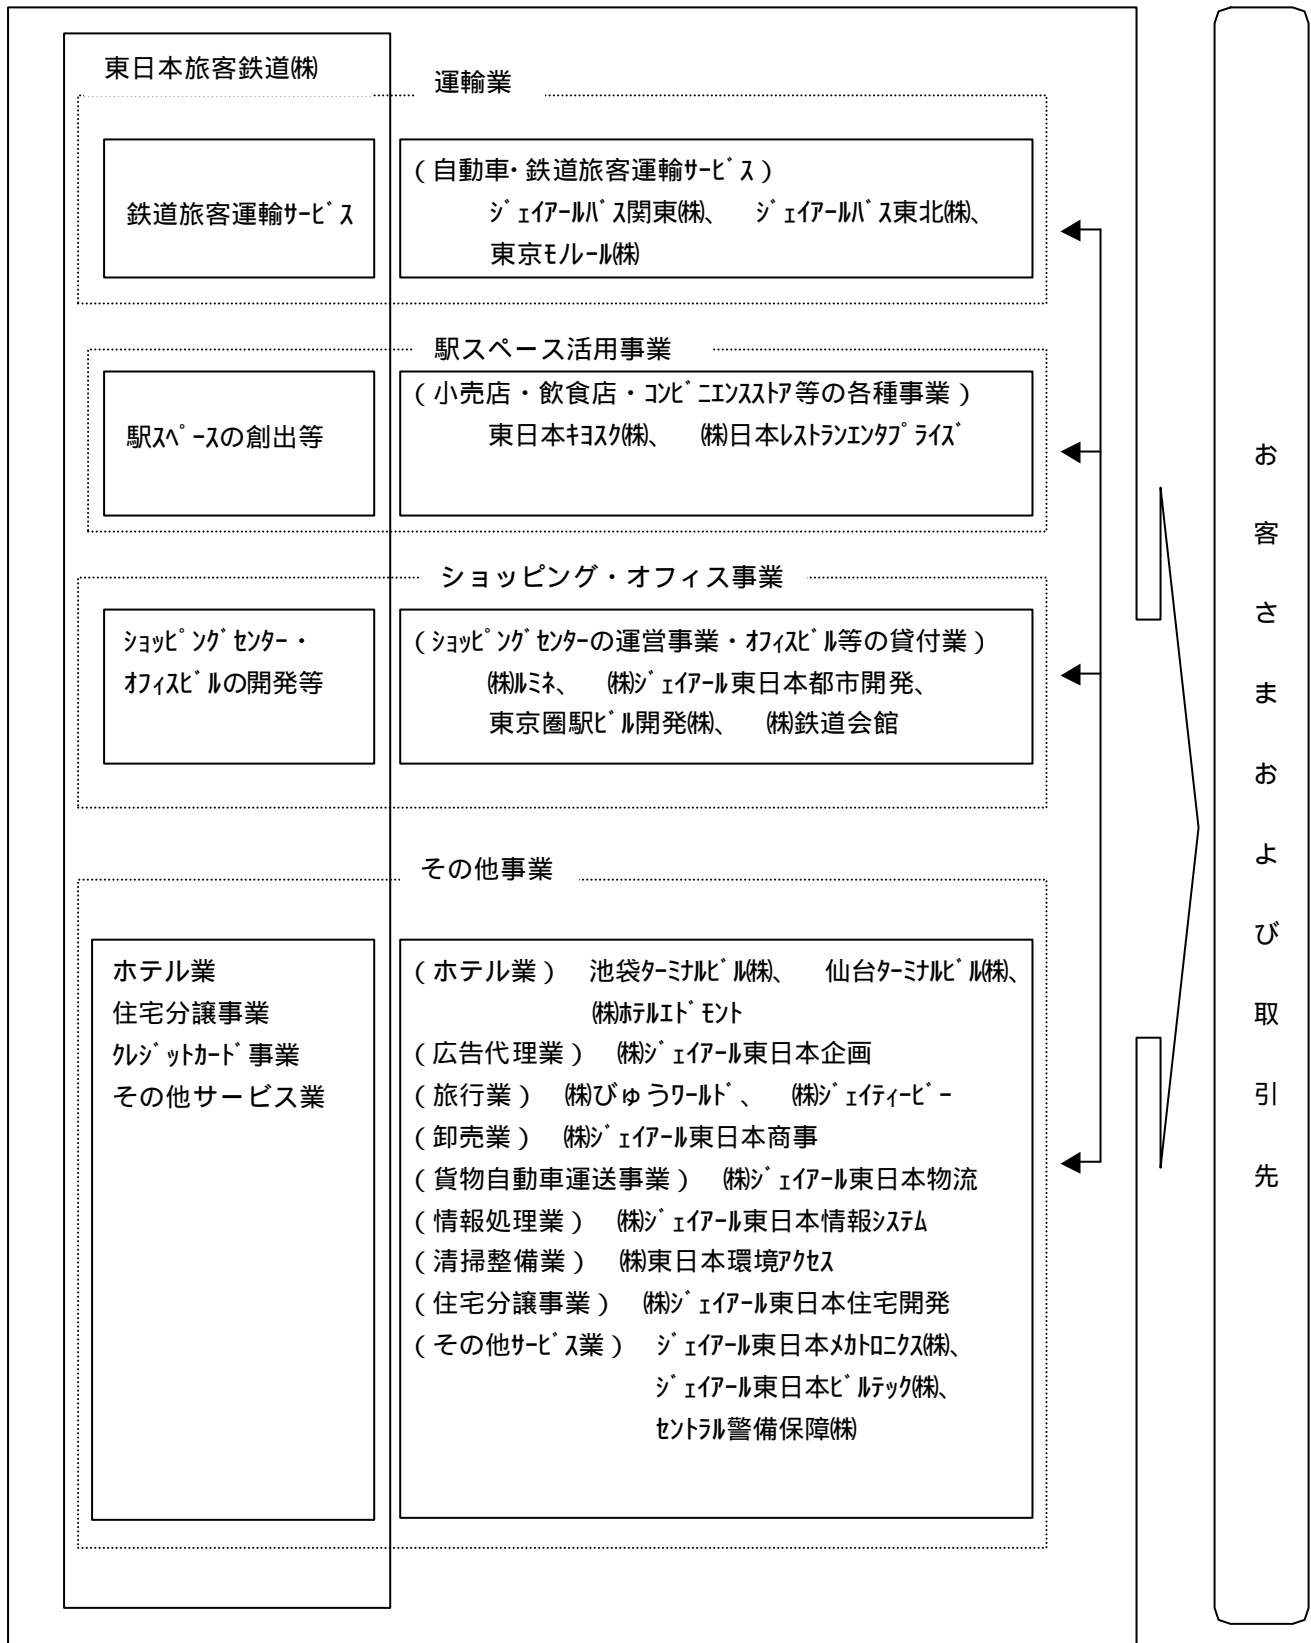 東日本旅客鉄道㈱
運輸業
鉄道旅客運輸ｻｰﾋﾞｽ
（自動車・鉄道旅客運輸ｻｰﾋﾞｽ）
ｼﾞｪｲｱｰﾙﾊﾞｽ関東㈱、　ｼﾞｪｲｱｰﾙﾊﾞｽ東北㈱、
東京ﾓﾉﾚｰﾙ㈱
駅スペース活用事業
駅ｽﾍﾟｰｽの創出等
（小売店・飲食店・ｺﾝﾋﾞﾆｴﾝｽｽﾄｱ等の各種事業）
東日本ｷﾖｽｸ㈱、　㈱日本ﾚｽﾄﾗﾝｴﾝﾀﾌﾟﾗｲｽﾞ
ショッピング・オフィス事業
ｼｮｯﾋﾟﾝｸﾞｾﾝﾀｰ・
ｵﾌｨｽﾋﾞﾙの開発等
（ｼｮｯﾋﾟﾝｸﾞｾﾝﾀｰの運営事業・ｵﾌｨｽﾋﾞﾙ等の貸付業）
㈱ﾙﾐﾈ、　㈱ｼﾞｪｲｱｰﾙ東日本都市開発、
東京圏駅ﾋﾞﾙ開発㈱、　㈱鉄道会館
その他事業
ホテル業
住宅分譲事業
ｸﾚｼﾞｯﾄｶｰﾄﾞ事業
その他サービス業
（ホテル業）　池袋ﾀｰﾐﾅﾙﾋﾞﾙ㈱、　仙台ﾀｰﾐﾅﾙﾋﾞﾙ㈱、
㈱ﾎﾃﾙｴﾄﾞﾓﾝﾄ
（広告代理業）　㈱ｼﾞｪｲｱｰﾙ東日本企画
（旅行業）　㈱びゅうﾜｰﾙﾄﾞ、　㈱ｼﾞｪｲﾃｨｰﾋﾞｰ
（卸売業）　㈱ｼﾞｪｲｱｰﾙ東日本商事
（貨物自動車運送事業）　㈱ｼﾞｪｲｱｰﾙ東日本物流
（情報処理業）　㈱ｼﾞｪｲｱｰﾙ東日本情報ｼｽﾃﾑ
（清掃整備業）　㈱東日本環境ｱｸｾｽ
（住宅分譲事業）　㈱ｼﾞｪｲｱｰﾙ東日本住宅開発
（その他ｻｰﾋﾞｽ業）　ｼﾞｪｲｱｰﾙ東日本ﾒｶﾄﾛﾆｸｽ㈱、
ｼﾞｪｲｱｰﾙ東日本ﾋﾞﾙﾃｯｸ㈱、
ｾﾝﾄﾗﾙ警備保障㈱
お客さまおよび取引先